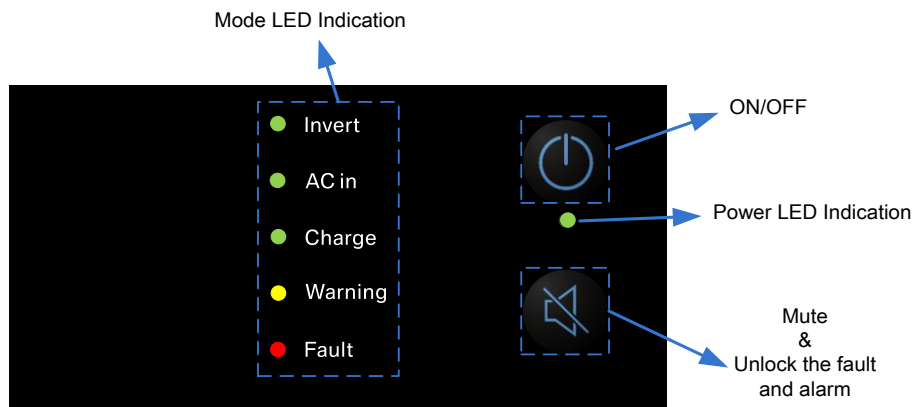 Mode LED Indication
Invert
AC in
Charge
Warning
Fault
ON/OFF
Power LED Indication
Mute
&
Unlock the fault
and alarm